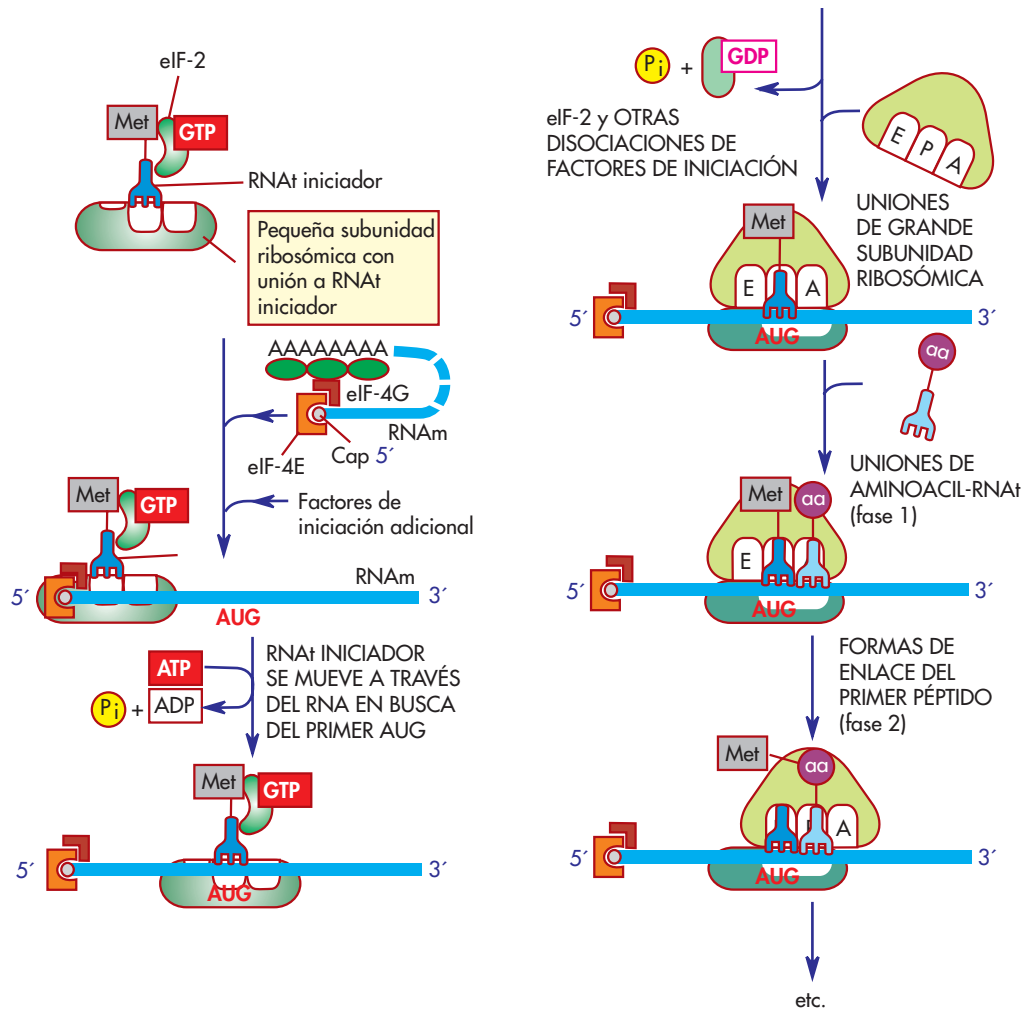 eIF-2
Met
GTP
RNAt iniciador
Pequeña subunidad
ribosómica con
unión a RNAt
iniciador
AAAAAAAA
eIF-4G
RNAm
eIF-4E
Cap 5´
Factores de
iniciación adicional
Met
GTP
RNAm
5´
3´
AUG
ATP
Pi + ADP
RNAt INICIADOR
SE MUEVE A TRAVÉS
DEL RNA EN BUSCA
DEL PRIMER AUG
Met
GTP
5´
3´
AUG
Pi + GDP
eIF-2 y OTRAS
DISOCIACIONES DE
FACTORES DE INICIACIÓN
E P A
UNIONES
DE GRANDE
SUBUNIDAD
RIBOSÓMICA
Met
E A
5´
3´
AUG
aa
UNIONES DE
AMINOACIL-RNAt
(fase 1)
Met
aa
E
5´
3´
AUG
FORMAS DE
ENLACE DEL
PRIMER PÉPTIDO
(fase 2)
Met
aa
A
5´
3´
AUG
etc.